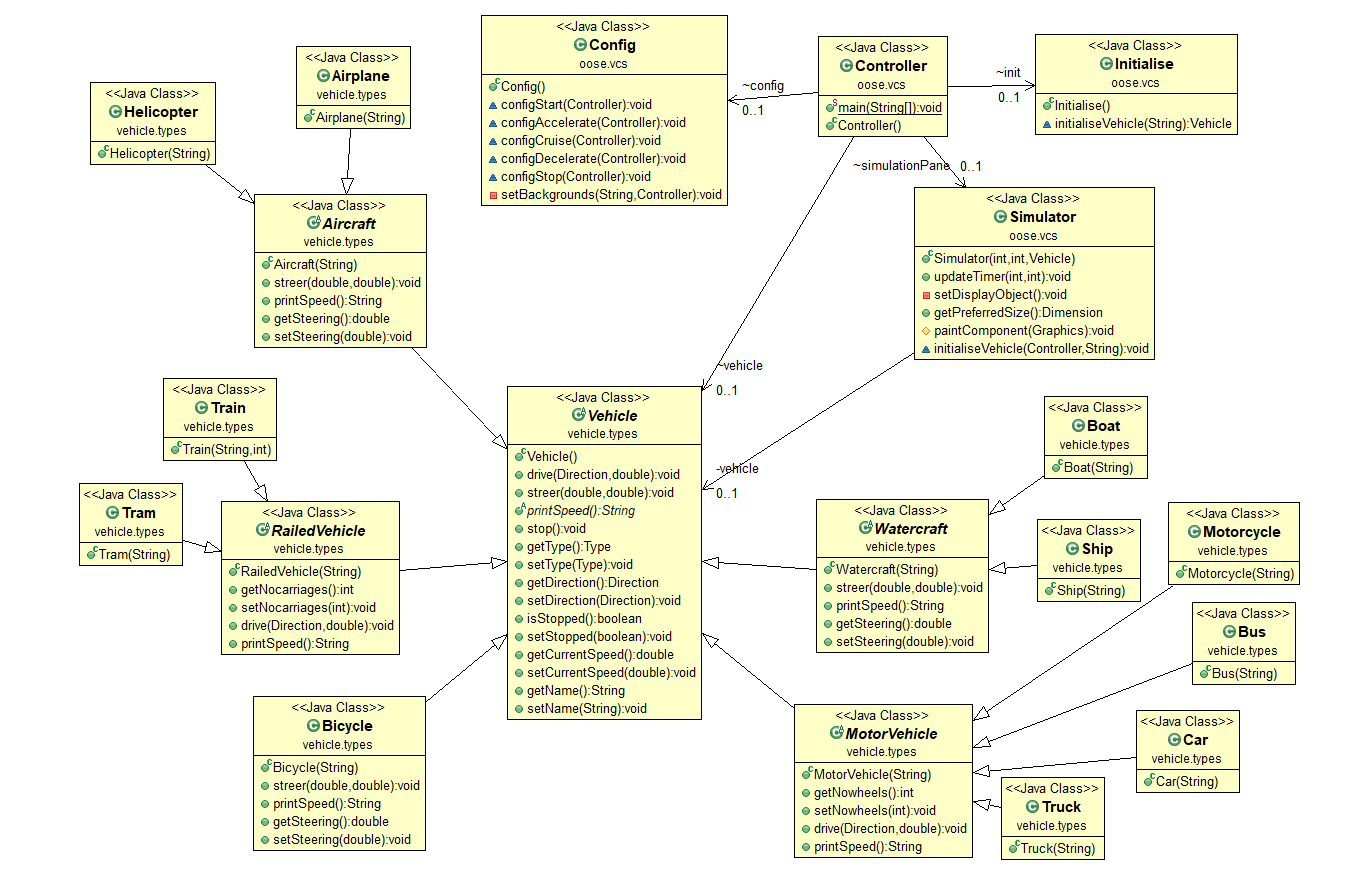 <<Java Class>>
Config
oose.vcs
Config()
configStart(Controller):void
configAccelerate(Controller):void
configCruise(Controller):void
configDecelerate(Controller):void
configStop(Controller):void
setBackgrounds(String,Controller):void
<<Java Class>>
Controller
oose.vcs
main(String[]):void
Controller()
<<Java Class>>
Initialise
oose.vcs
Initialise()
initialiseVehicle(String):Vehicle
~config
0..1
~init
0..1
~simulationPane
0..1
<<Java Class>>
Airplane
vehicle.types
Airplane(String)
<<Java Class>>
Helicopter
vehicle.types
Helicopter(String)
<<Java Class>>
Aircraft
vehicle.types
Aircraft(String)
streer(double,double):void
printSpeed():String
getSteering():double
setSteering(double):void
<<Java Class>>
Simulator
oose.vcs
Simulator(int,int,Vehicle)
updateTimer(int,int):void
setDisplayObject():void
getPreferredSize():Dimension
paintComponent(Graphics):void
initialiseVehicle(Controller,String):void
~vehicle
0..1
-vehicle
0..1
<<Java Class>>
Train
vehicle.types
Train(String,int)
<<Java Class>>
Tram
vehicle.types
Tram(String)
<<Java Class>>
RailedVehicle
vehicle.types
RailedVehicle(String)
getNocarriages():int
setNocarriages(int):void
drive(Direction,double):void
printSpeed():String
<<Java Class>>
Vehicle
vehicle.types
Vehicle()
drive(Direction,double):void
streer(double,double):void
printSpeed():String
stop():void
getType():Type
setType(Type):void
getDirection():Direction
setDirection(Direction):void
isStopped():boolean
setStopped(boolean):void
getCurrentSpeed():double
setCurrentSpeed(double):void
getName():String
setName(String):void
<<Java Class>>
Boat
vehicle.types
Boat(String)
<<Java Class>>
Watercraft
vehicle.types
Watercraft(String)
streer(double,double):void
printSpeed():String
getSteering():double
setSteering(double):void
<<Java Class>>
Ship
vehicle.types
Ship(String)
<<Java Class>>
Motorcycle
vehicle.types
Motorcycle(String)
<<Java Class>>
Bus
vehicle.types
Bus(String)
<<Java Class>>
Bicycle
vehicle.types
Bicycle(String)
streer(double,double):void
printSpeed():String
getSteering():double
setSteering(double):void
<<Java Class>>
MotorVehicle
vehicle.types
MotorVehicle(String)
getNowheels():int
setNowheels(int):void
drive(Direction,double):void
printSpeed():String
<<Java Class>>
Car
vehicle.types
Car(String)
<<Java Class>>
Truck
vehicle.types
Truck(String)